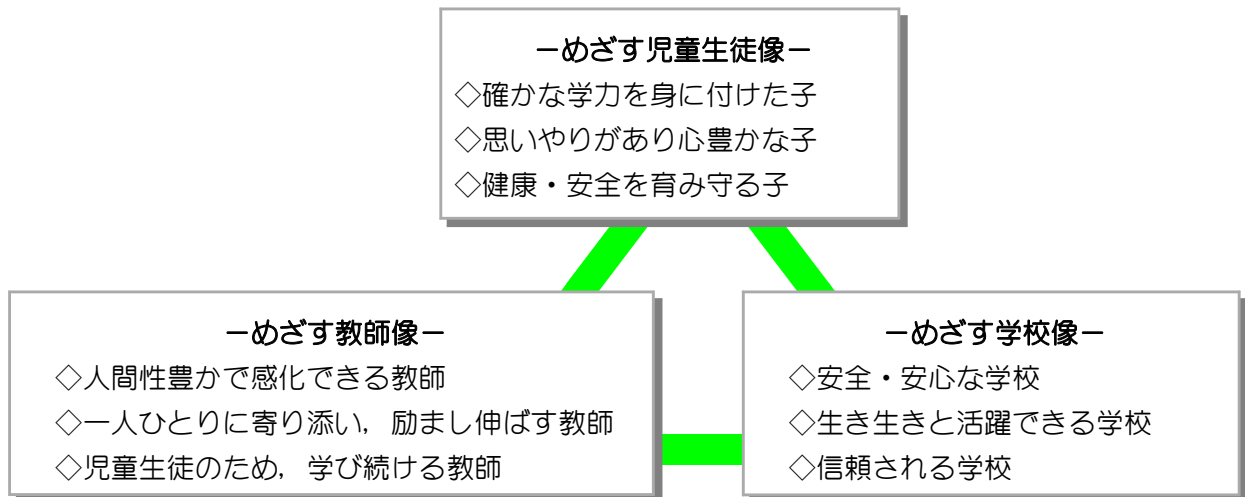 －めざす児童生徒像－
◇確かな学力を身に付けた子
◇思いやりがあり心豊かな子
◇健康・安全を育み守る子
－めざす教師像－
◇人間性豊かで感化できる教師
◇一人ひとりに寄り添い，励まし伸ばす教師
◇児童生徒のため，学び続ける教師
－めざす学校像－
◇安全・安心な学校
◇生き生きと活躍できる学校
◇信頼される学校